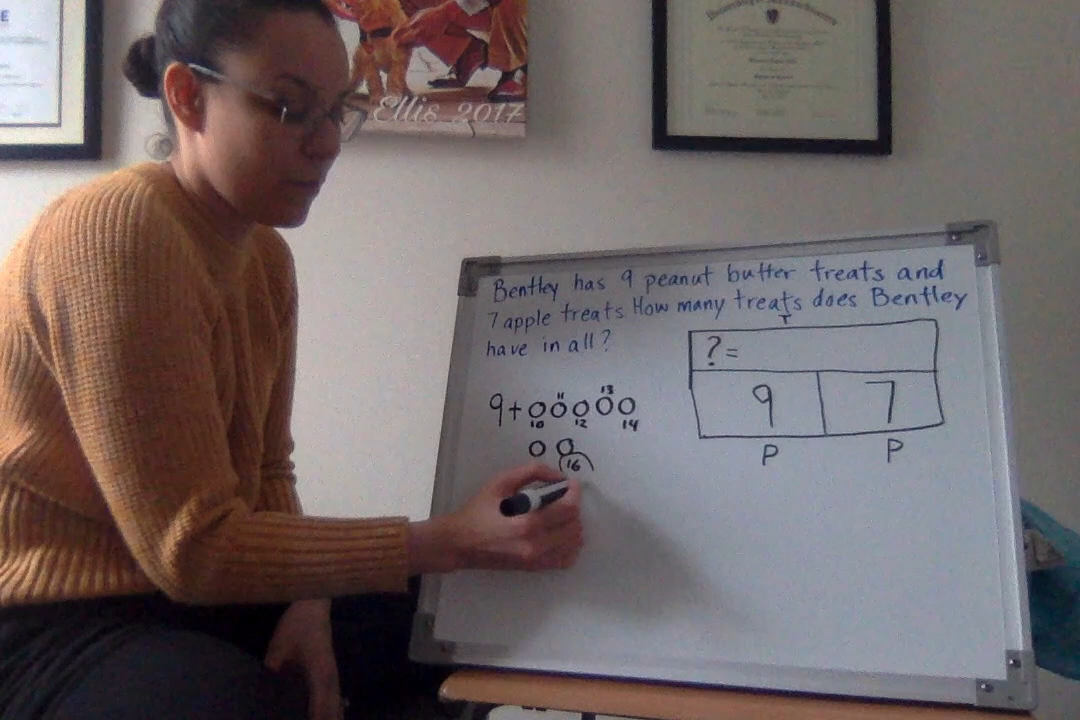 Ellis 2017
Bentley has 9 peanut butter treats and
7 apple treats How many treats does Bentley
have in all?
T
?=
9 7
P P
9+
11 13
10 12 14
16